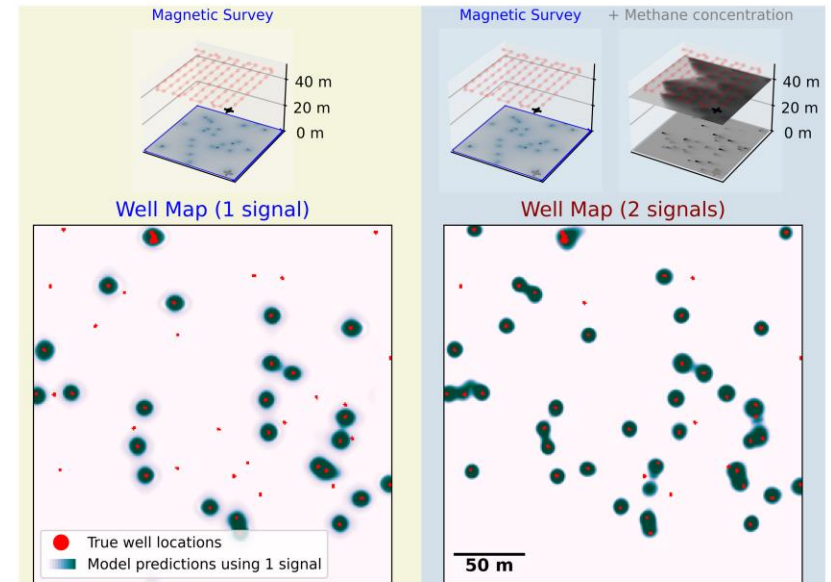 Magnetic Survey
40 m
20 m
0 m
Well Map (1 signal)
True well locations
Model predictions using 1 signal
Magnetic Survey + Methane concentration
40 m
20 m
0 m
Well Map (2 signals)
50 m